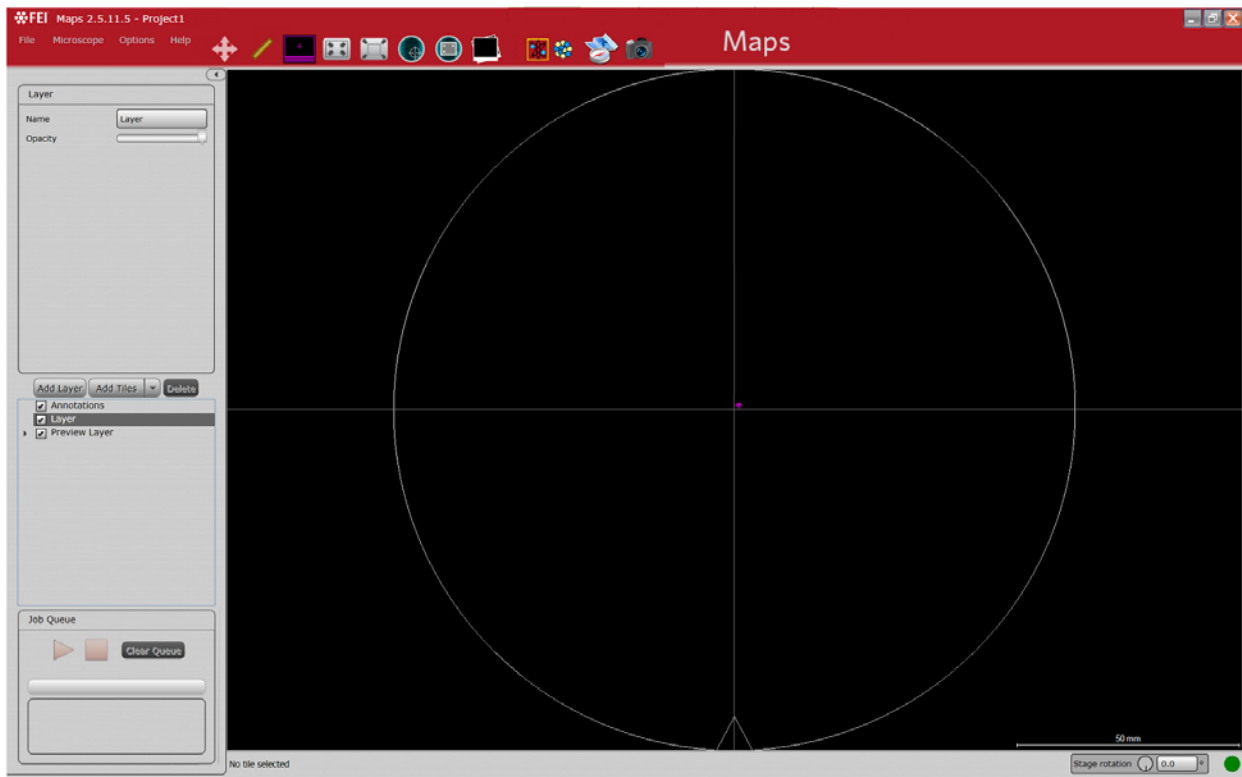 FEI Maps 2.5.11.5 - Project1
File Microscope Options Help
Maps
Layer
Name Layer
Opacity
Add Layer Add Tiles Delete
Annotations
Layer
Preview Layer
Job Queue
Clear Queue
50 mm
No tile selected
Stage rotation 0.0 °